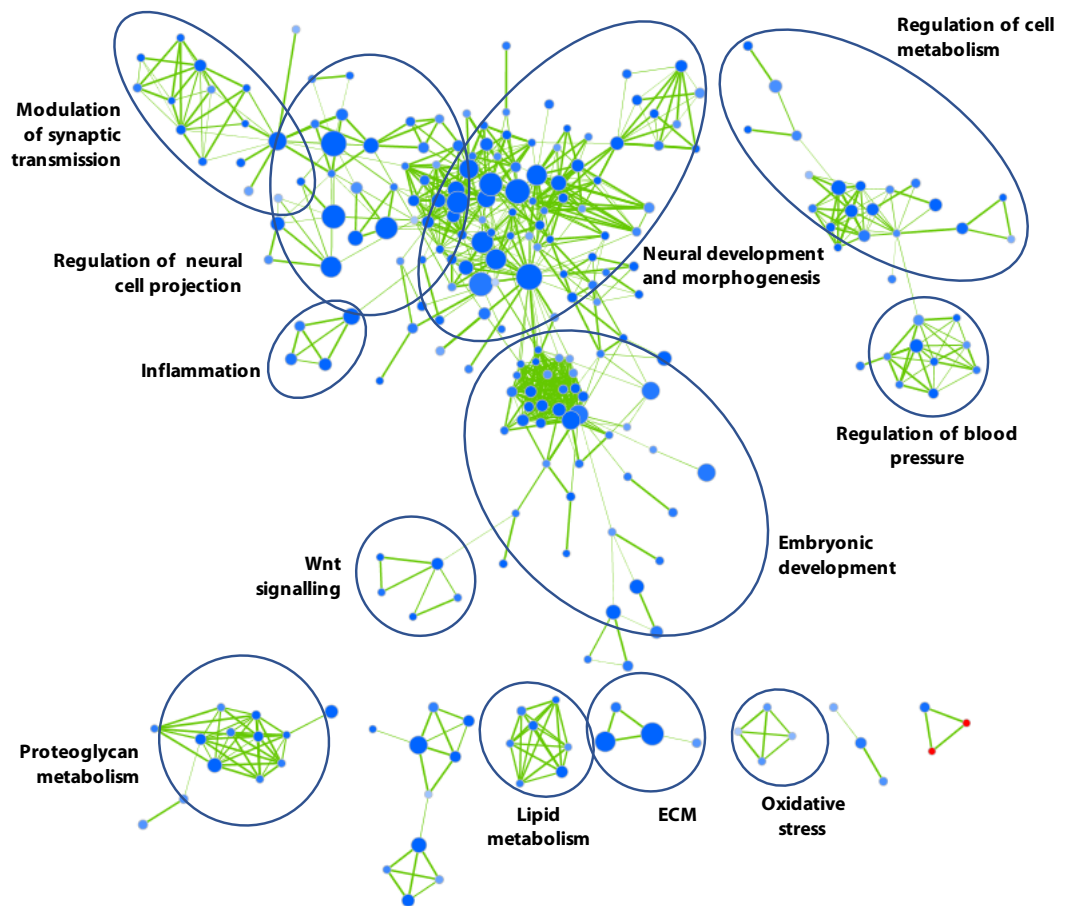 Regulation of cell
metabolism
Modulation
of synaptic
transmission
Regulation of neural
cell projection
Neural development
and morphogenesis
Inflammation
Regulation of blood
pressure
Wnt
signalling
Embryonic
development
Proteoglycan
metabolism
Lipid
metabolism
ECM
Oxidative
stress